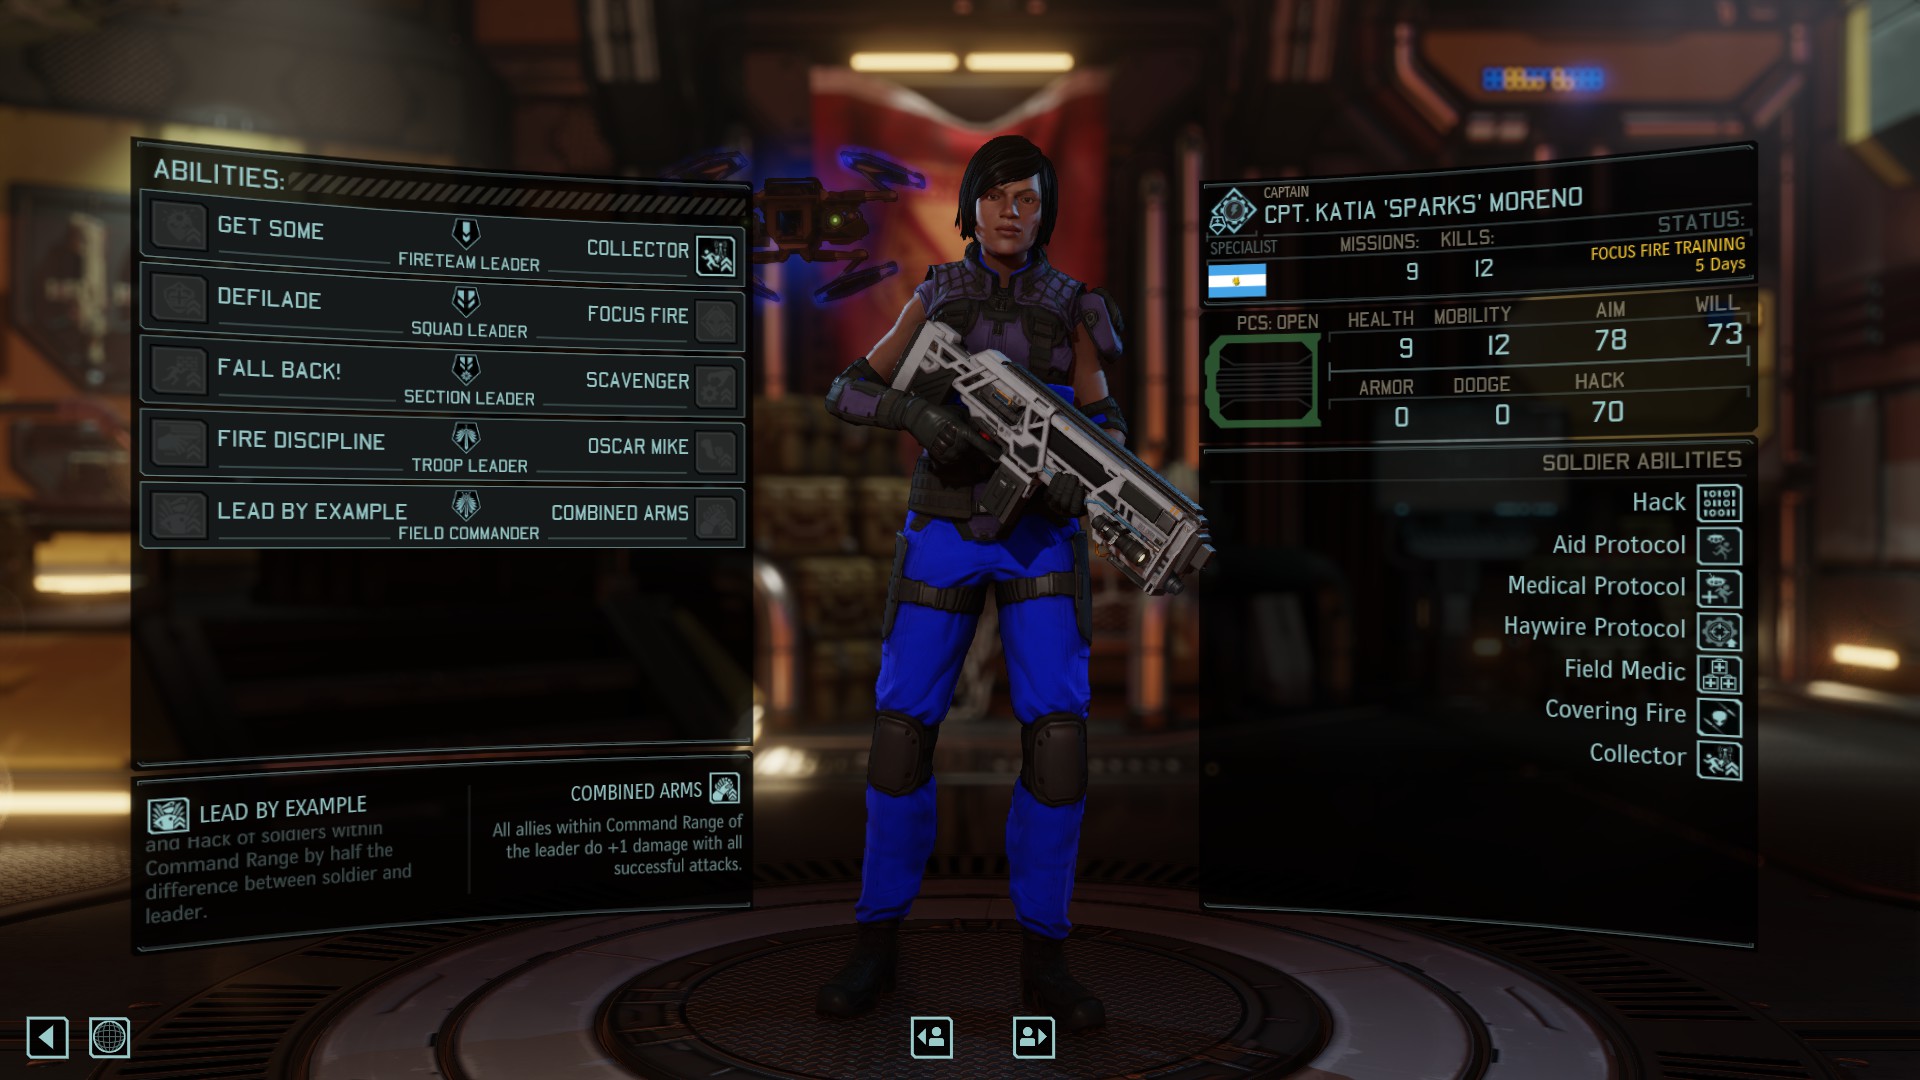 ABILITIES:
GET SOME
FIRETEAM LEADER
COLLECTOR
DEFILADE
SQUAD LEADER
FOCUS FIRE
FALL BACK!
SECTION LEADER
SCAVENGER
FIRE DISCIPLINE
TROOP LEADER
OSCAR MIKE
LEAD BY EXAMPLE
FIELD COMMANDER
COMBINED ARMS
LEAD BY EXAMPLE
and Hack of soldiers within
Command Range by half the
difference between soldier and
leader.
COMBINED ARMS
All allies within Command Range of
the leader do +1 damage with all
successful attacks.
CAPTAIN
CPT. KATIA 'SPARKS' MORENO
SPECIALIST
MISSIONS:
9
KILLS:
12
STATUS:
FOCUS FIRE TRAINING
5 Days
PCS: OPEN
HEALTH
9
MOBILITY
12
AIM
78
WILL
73
ARMOR
0
DODGE
0
HACK
70
SOLDIER ABILITIES
Hack
Aid Protocol
Medical Protocol
Haywire Protocol
Field Medic
Covering Fire
Collector